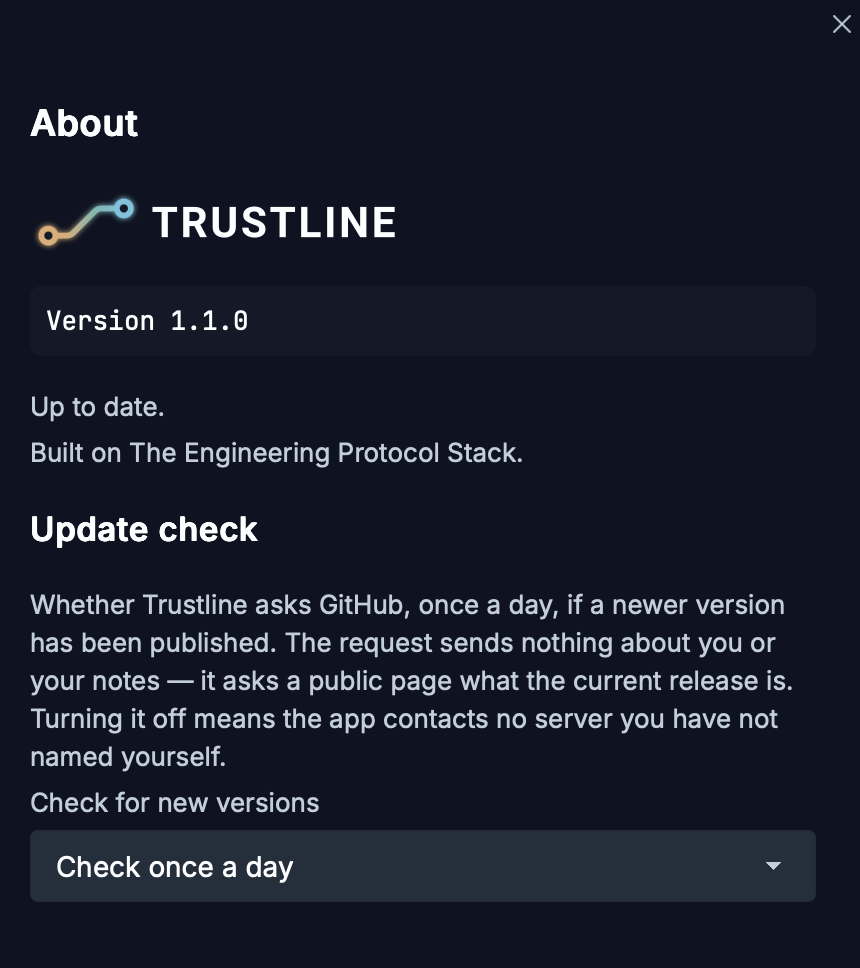 About
TRUSTLINE
Version 1.1.0
Up to date.
Built on The Engineering Protocol Stack.
Update check
Whether Trustline asks GitHub, once a day, if a newer version
has been published. The request sends nothing about you or
your notes — it asks a public page what the current release is.
Turning it off means the app contacts no server you have not
named yourself.
Check for new versions
Check once a day